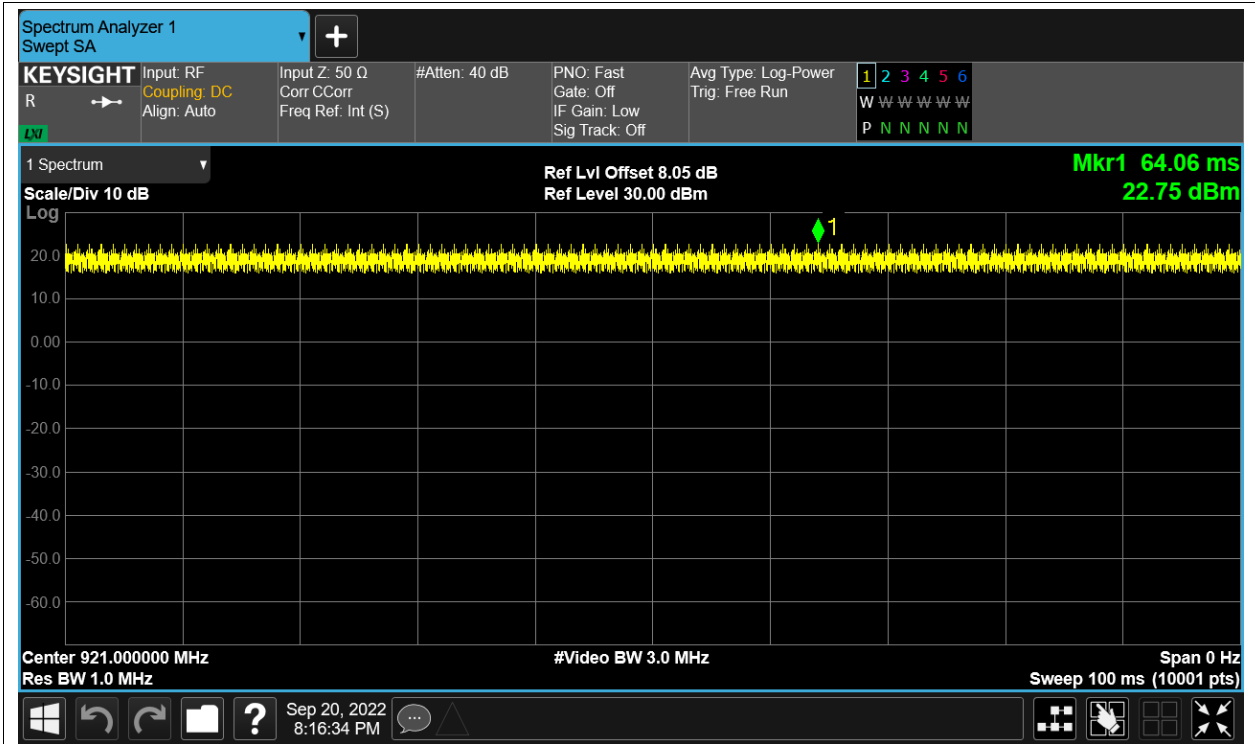 Spectrum Analyzer 1
Swept SA
KEYSIGHT
R
LXI
Input: RF
Coupling: DC
Align: Auto
Input Z: 50 Ω
Corr CCorr
Freq Ref: Int (S)
#Atten: 40 dB
PNO: Fast
Gate: Off
IF Gain: Low
Sig Track: Off
Avg Type: Log-Power
Trig: Free Run
1 2 3 4 5 6
W W W W W W
P N N N N N
1 Spectrum
Scale/Div 10 dB
Ref Lvl Offset 8.05 dB
Ref Level 30.00 dBm
Mkr1 64.06 ms
22.75 dBm
Log
1
20.0
10.0
0.00
-10.0
-20.0
-30.0
-40.0
-50.0
-60.0
Center 921.000000 MHz
Res BW 1.0 MHz
#Video BW 3.0 MHz
Span 0 Hz
Sweep 100 ms (10001 pts)
?
Sep 20, 2022
8:16:34 PM